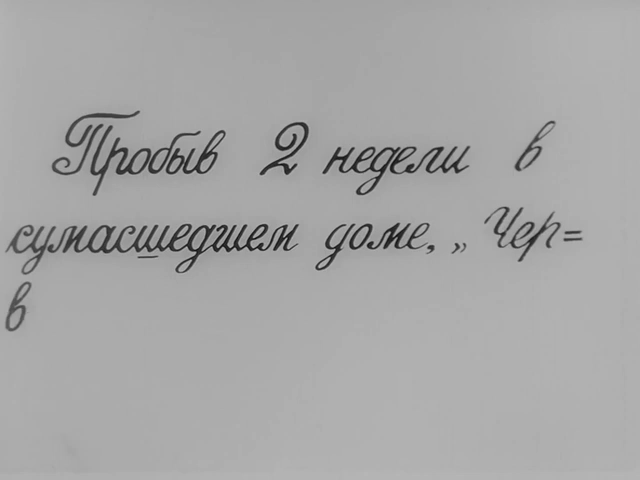 Пробыв 2 недели в
сумасшедшем доме, „ Чер=
в